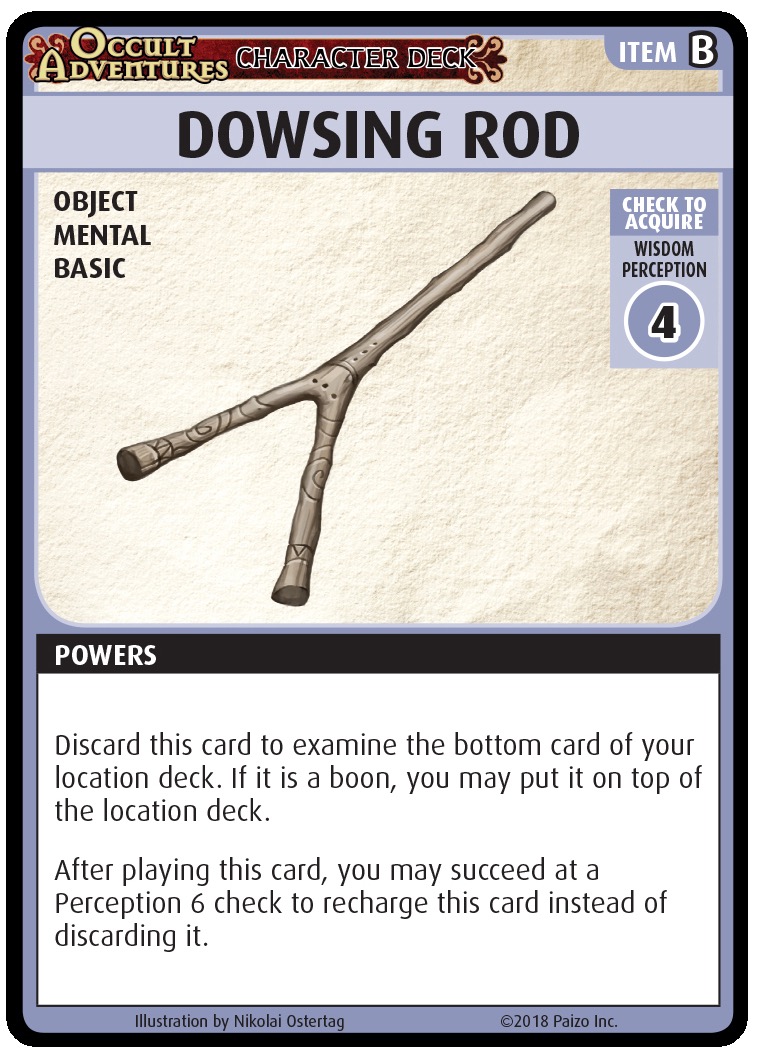 OCCULT
ADVENTURES CHARACTER DECK
ITEM B
DOWSING ROD
OBJECT
MENTAL
BASIC
CHECK TO
ACQUIRE
WISDOM
PERCEPTION
4
POWERS
Discard this card to examine the bottom card of your
location deck. If it is a boon, you may put it on top of
the location deck.
After playing this card, you may succeed at a
Perception 6 check to recharge this card instead of
discarding it.
Illustration by Nikolai Ostertag
©2018 Paizo Inc.